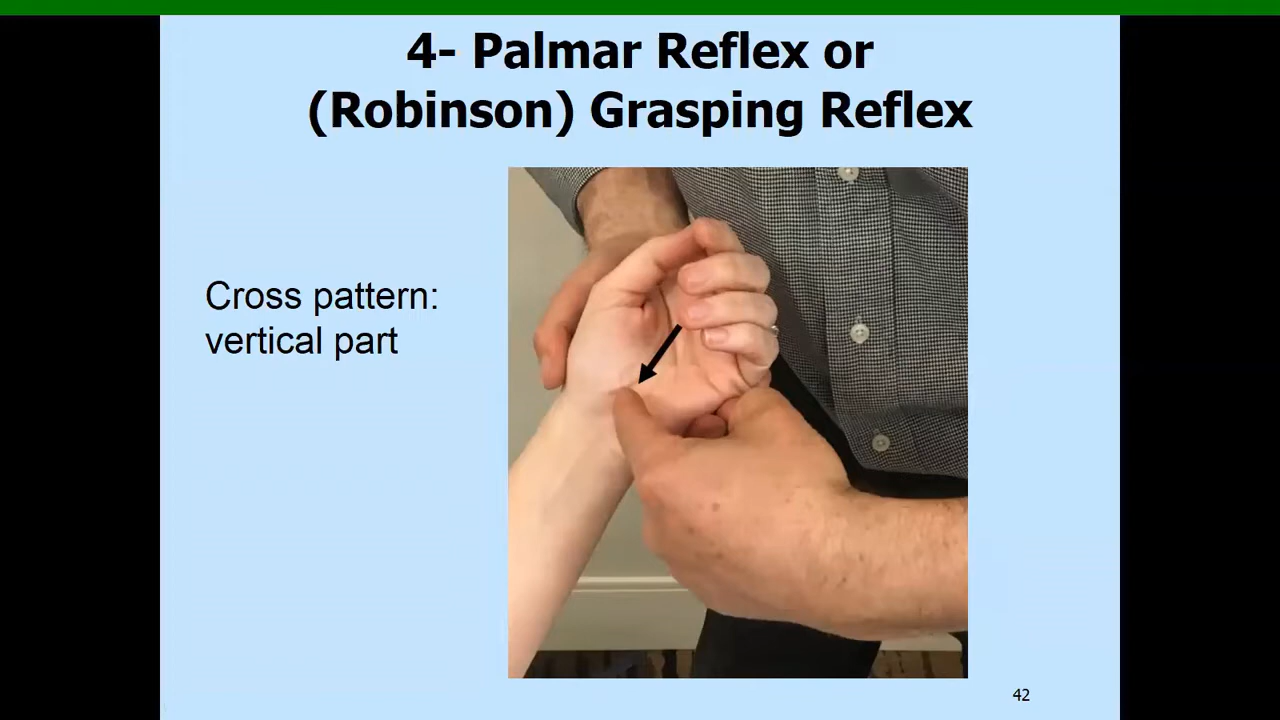 4- Palmar Reflex or
(Robinson) Grasping Reflex
Cross pattern:
vertical part
42